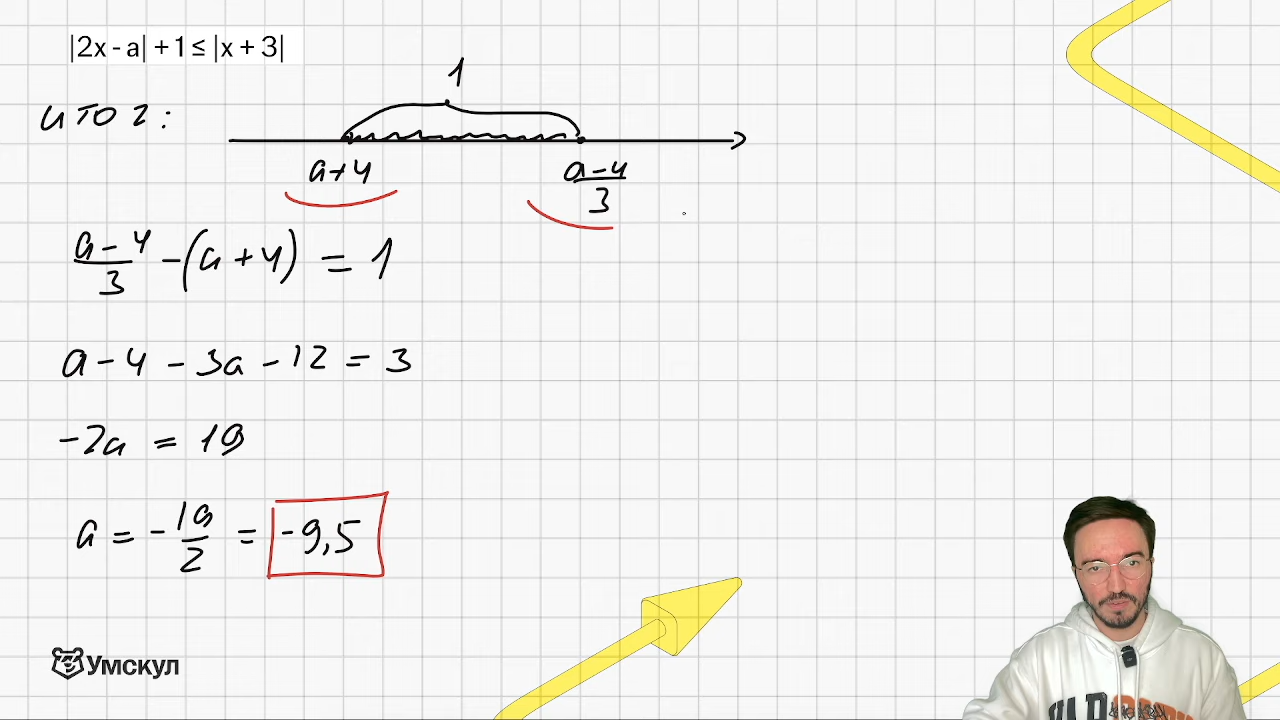 |2x - a| + 1 ≤ |x + 3|
1
итог:
a+4
a-4/3
a-4/3 -(a+4) = 1
a-4 - 3a -12 = 3
-2a = 19
a = -19/2 = -9,5
Умскул